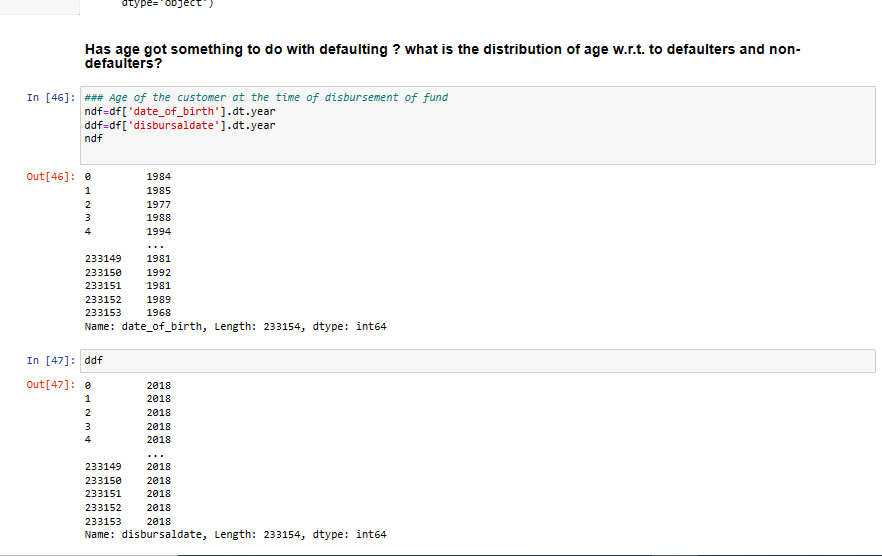 dtype='object')
Has age got something to do with defaulting ? what is the distribution of age w.r.t. to defaulters and non-
defaulters?
In [46]: ### Age of the customer at the time of disbursement of fund
ndf=df['date_of_birth'].dt.year
ddf=df['disbursaldate'].dt.year
ndf
Out[46]: 0 1984
1 1985
2 1977
3 1988
4 1994
...
233149 1981
233150 1992
233151 1981
233152 1989
233153 1968
Name: date_of_birth, Length: 233154, dtype: int64
In [47]: ddf
Out[47]: 0 2018
1 2018
2 2018
3 2018
4 2018
...
233149 2018
233150 2018
233151 2018
233152 2018
233153 2018
Name: disbursaldate, Length: 233154, dtype: int64